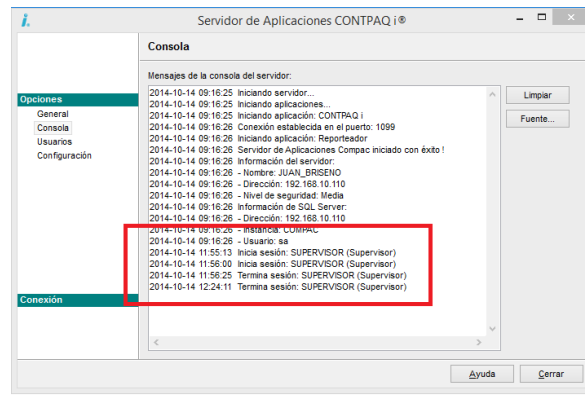 i.
Servidor de Aplicaciones CONTPAQ i®
Consola
Mensajes de la consola del servidor:
Opciones
General
Consola
Usuarios
Configuración
Conexión
2014-10-14 09:16:25 Iniciando servidor...
2014-10-14 09:16:25 Iniciando aplicaciones...
2014-10-14 09:16:25 Iniciando aplicación: CONTPAQ i
2014-10-14 09:16:26 Conexión establecida en el puerto: 1099
2014-10-14 09:16:26 Iniciando aplicación: Reporteador
2014-10-14 09:16:26 Servidor de Aplicaciones Compac iniciado con éxito !
2014-10-14 09:16:26 Información del servidor:
2014-10-14 09:16:26 - Nombre: JUAN_BRISENO
2014-10-14 09:16:26 - Dirección: 192.168.10.110
2014-10-14 09:16:26 - Nivel de seguridad: Media
2014-10-14 09:16:26 Información de SQL Server:
2014-10-14 09:16:26 - Dirección: 192.168.10.110
2014-10-14 09:16:26 - Instancia: COMPAC
2014-10-14 09:16:26 - Usuario: sa
2014-10-14 11:55:13 Inicia sesión: SUPERVISOR (Supervisor)
2014-10-14 11:56:00 Inicia sesión: SUPERVISOR (Supervisor)
2014-10-14 11:56:25 Termina sesión: SUPERVISOR (Supervisor)
2014-10-14 12:24:11 Termina sesión: SUPERVISOR (Supervisor)
Limpiar
Fuente...
Ayuda
Cerrar